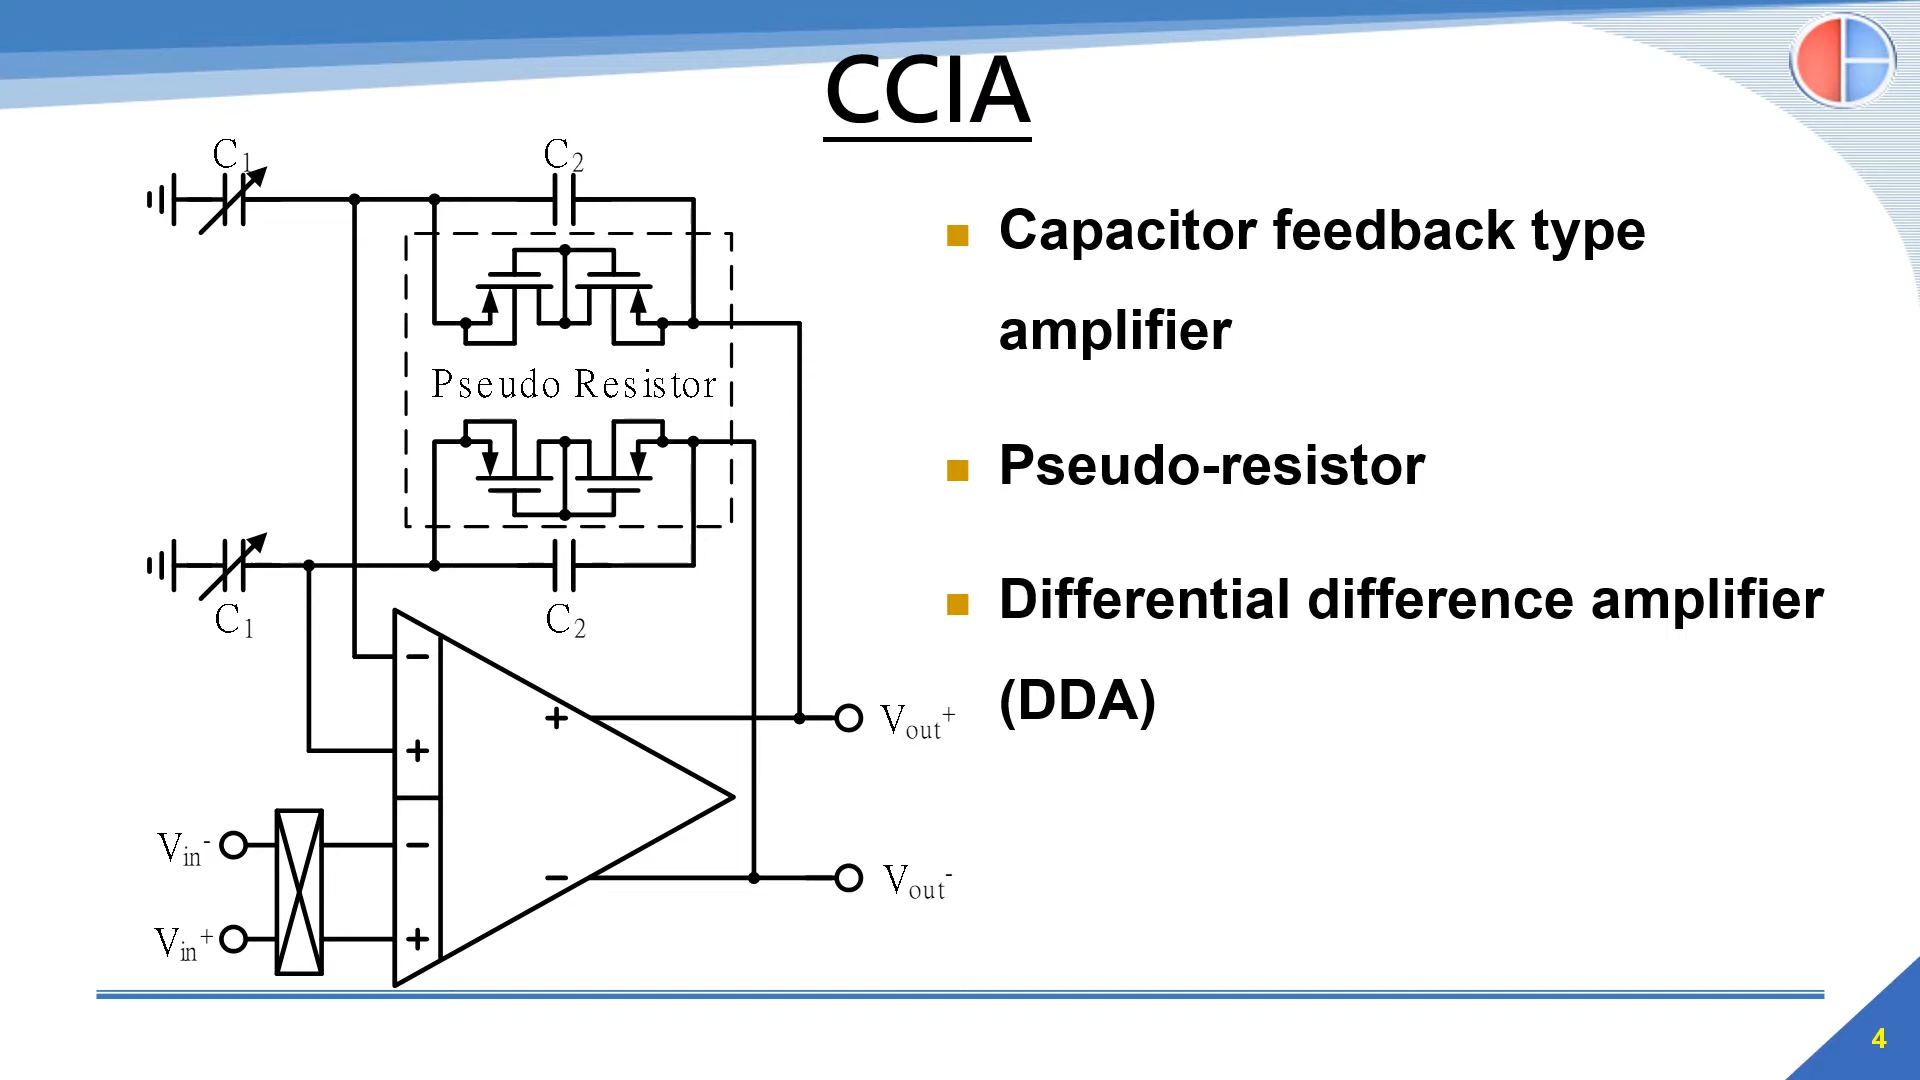 CCIA
C1
C2
Pseudo Resistor
C1
C2
−
+
−
+
+
−
Vin-
Vin+
Vout+
Vout-
■ Capacitor feedback type
amplifier
■ Pseudo-resistor
■ Differential difference amplifier
(DDA)
4